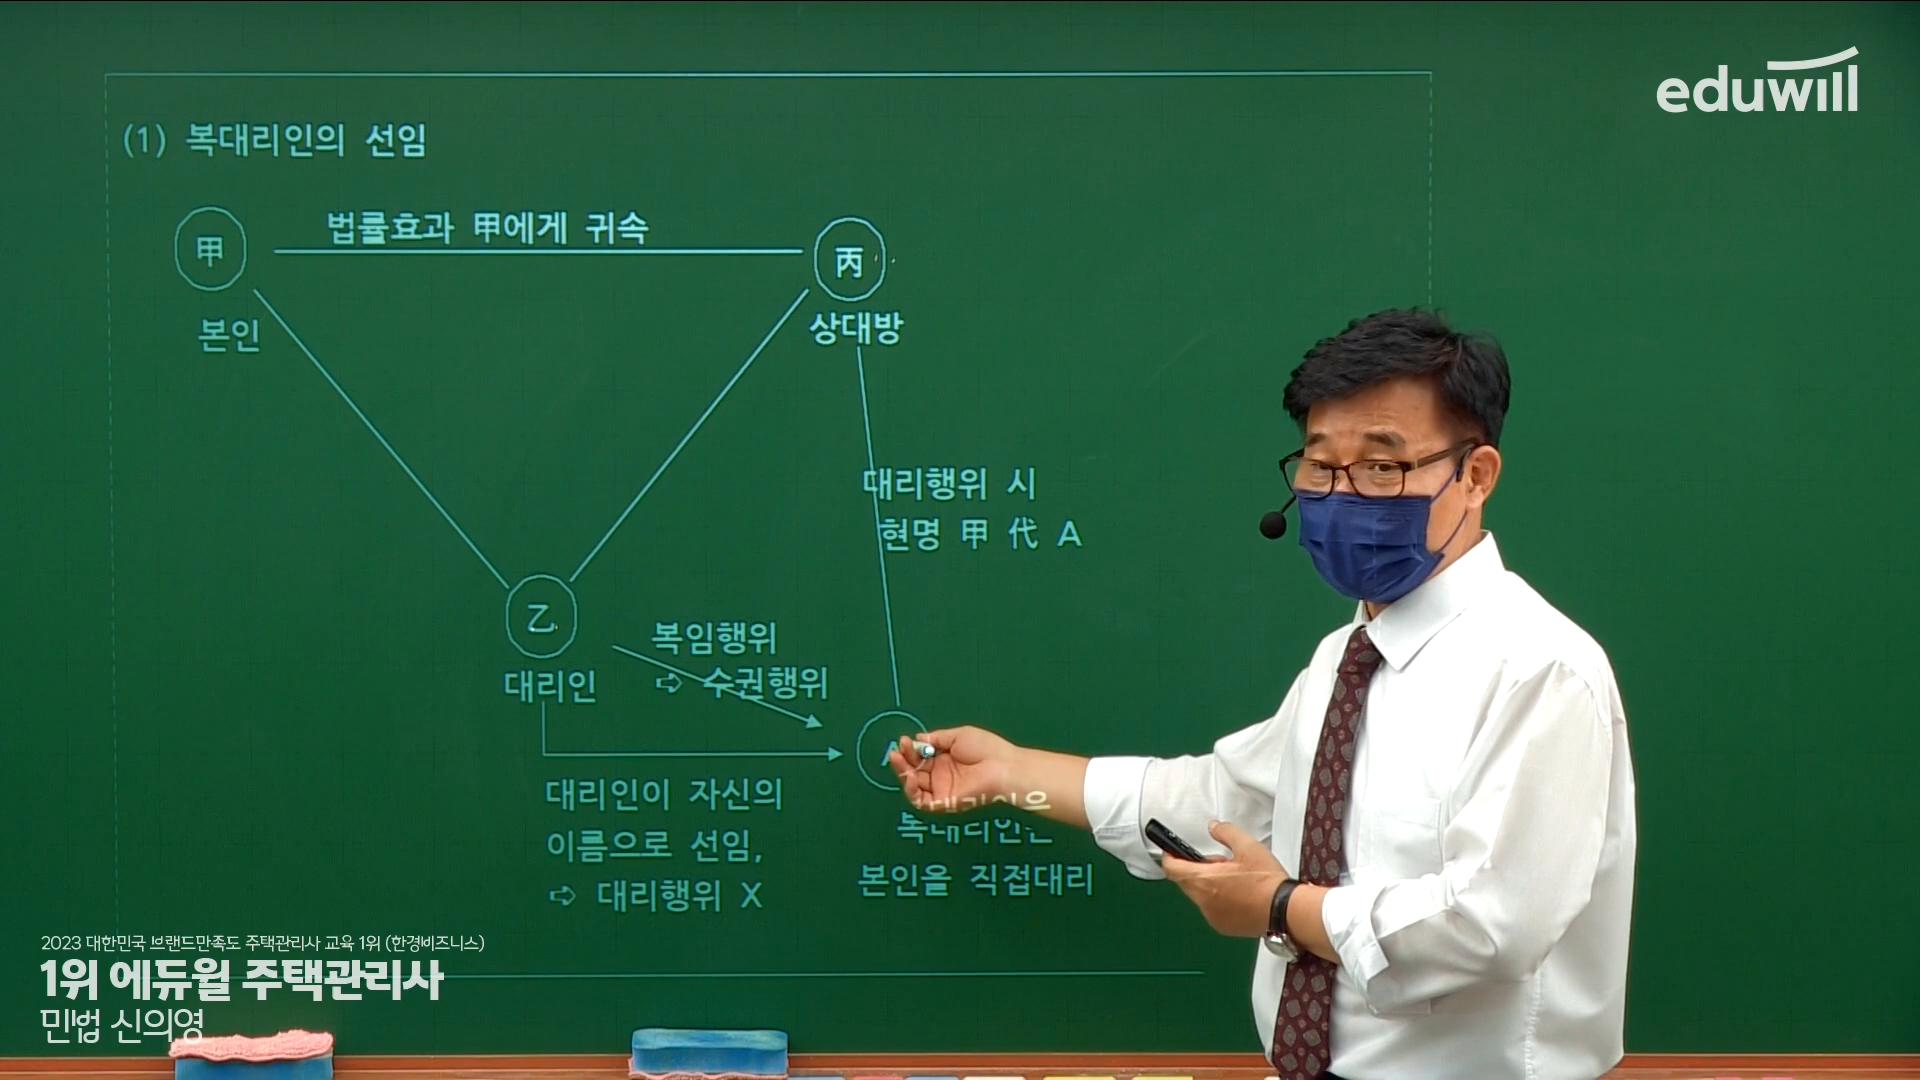 eduwill
(1) 복대리인의 선임
법률효과 甲에게 귀속
甲
丙
본인
상대방
대리행위 시
현명 甲 代 A
乙
복임행위
⇨ 수권행위
대리인
A
대리인이 자신의
이름으로 선임,
⇨ 대리행위 X
복대리인은
본인을 직접대리
2023 대한민국 브랜드만족도 주택관리사 교육 1위 (한경비즈니스)
1위 에듀윌 주택관리사
민법 신의영